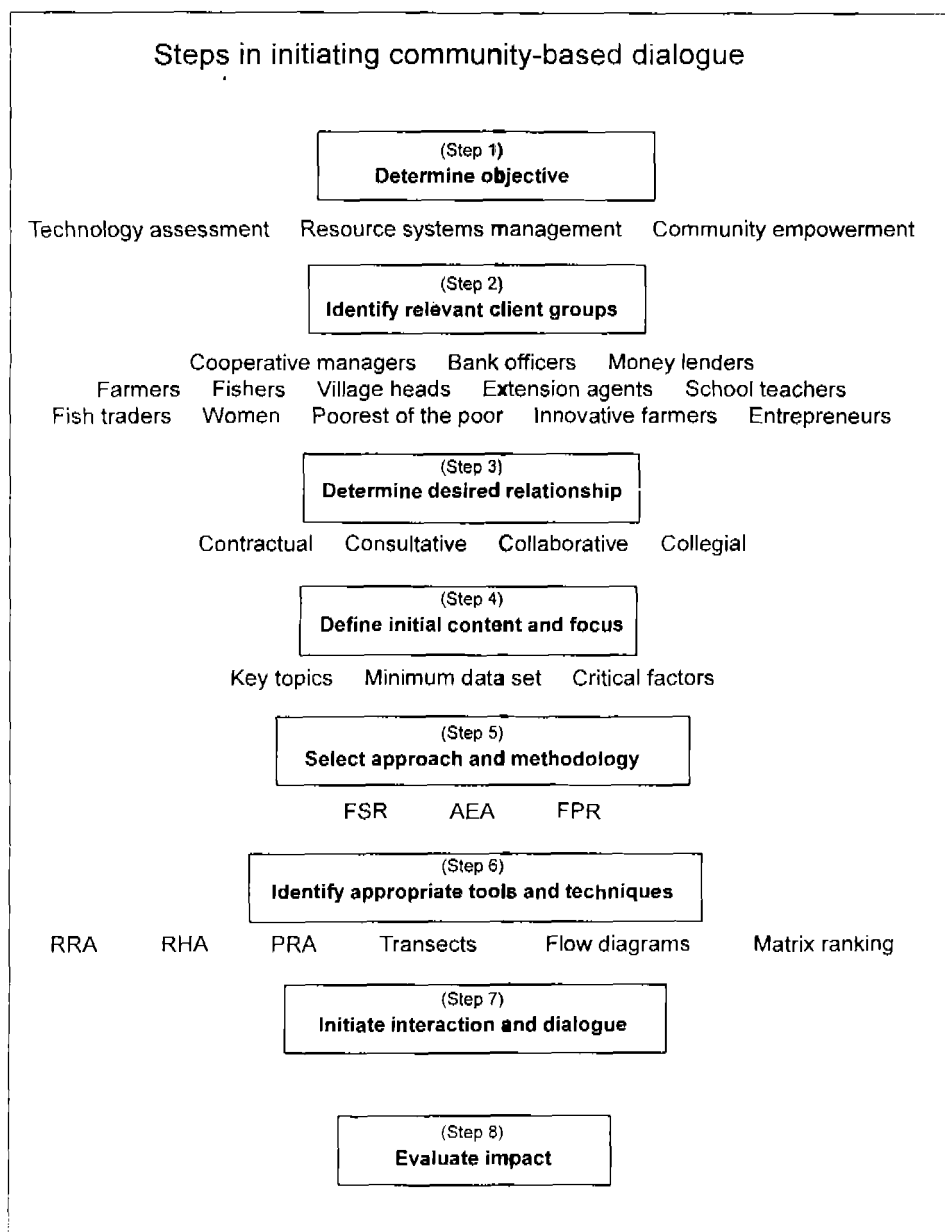 Steps in initiating community-based dialogue
(Step 1)
Determine objective
Technology assessment Resource systems management Community empowerment
(Step 2)
Identify relevant client groups
Cooperative managers Bank officers Money lenders
Farmers Fishers Village heads Extension agents School teachers
Fish traders Women Poorest of the poor Innovative farmers Entrepreneurs
(Step 3)
Determine desired relationship
Contractual Consultative Collaborative Collegial
(Step 4)
Define initial content and focus
Key topics Minimum data set Critical factors
(Step 5)
Select approach and methodology
FSR AEA FPR
(Step 6)
Identify appropriate tools and techniques
RRA RHA PRA Transects Flow diagrams Matrix ranking
(Step 7)
Initiate interaction and dialogue
(Step 8)
Evaluate impact